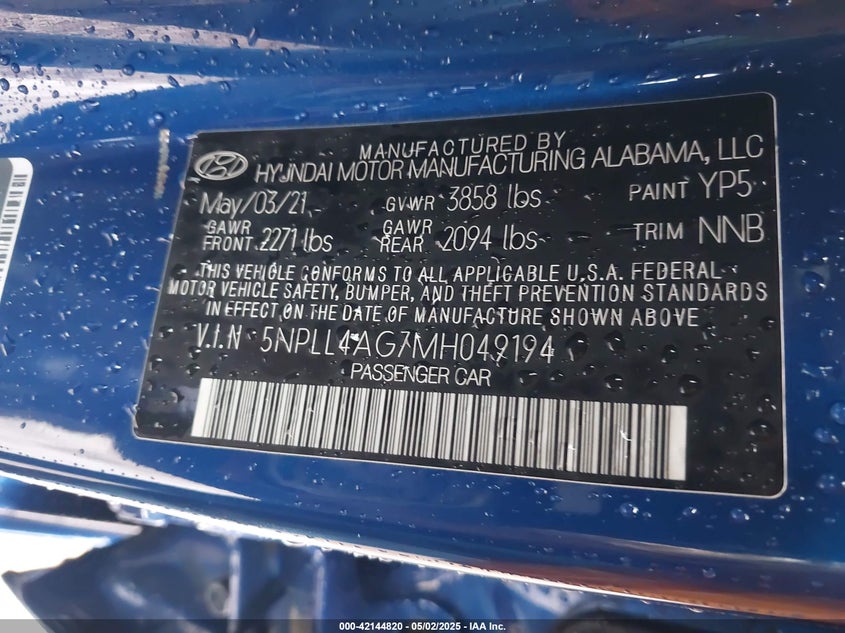 MANUFACTURED BY
HYUNDAI MOTOR MANUFACTURING ALABAMA, LLC
May/03/21 GVWR 3858 lbs PAINT YP5
GAWR FRONT 2271 lbs GAWR REAR 2094 lbs TRIM NNB
THIS VEHICLE CONFORMS TO ALL APPLICABLE U.S.A. FEDERAL
MOTOR VEHICLE SAFETY, BUMPER, AND THEFT PREVENTION STANDARDS
IN EFFECT ON THE DATE OF MANUFACTURE SHOWN ABOVE
V.I.N 5NPLL4AG7MH049194
PASSENGER CAR
000-42144820 - 05/02/2025 - IAA Inc.